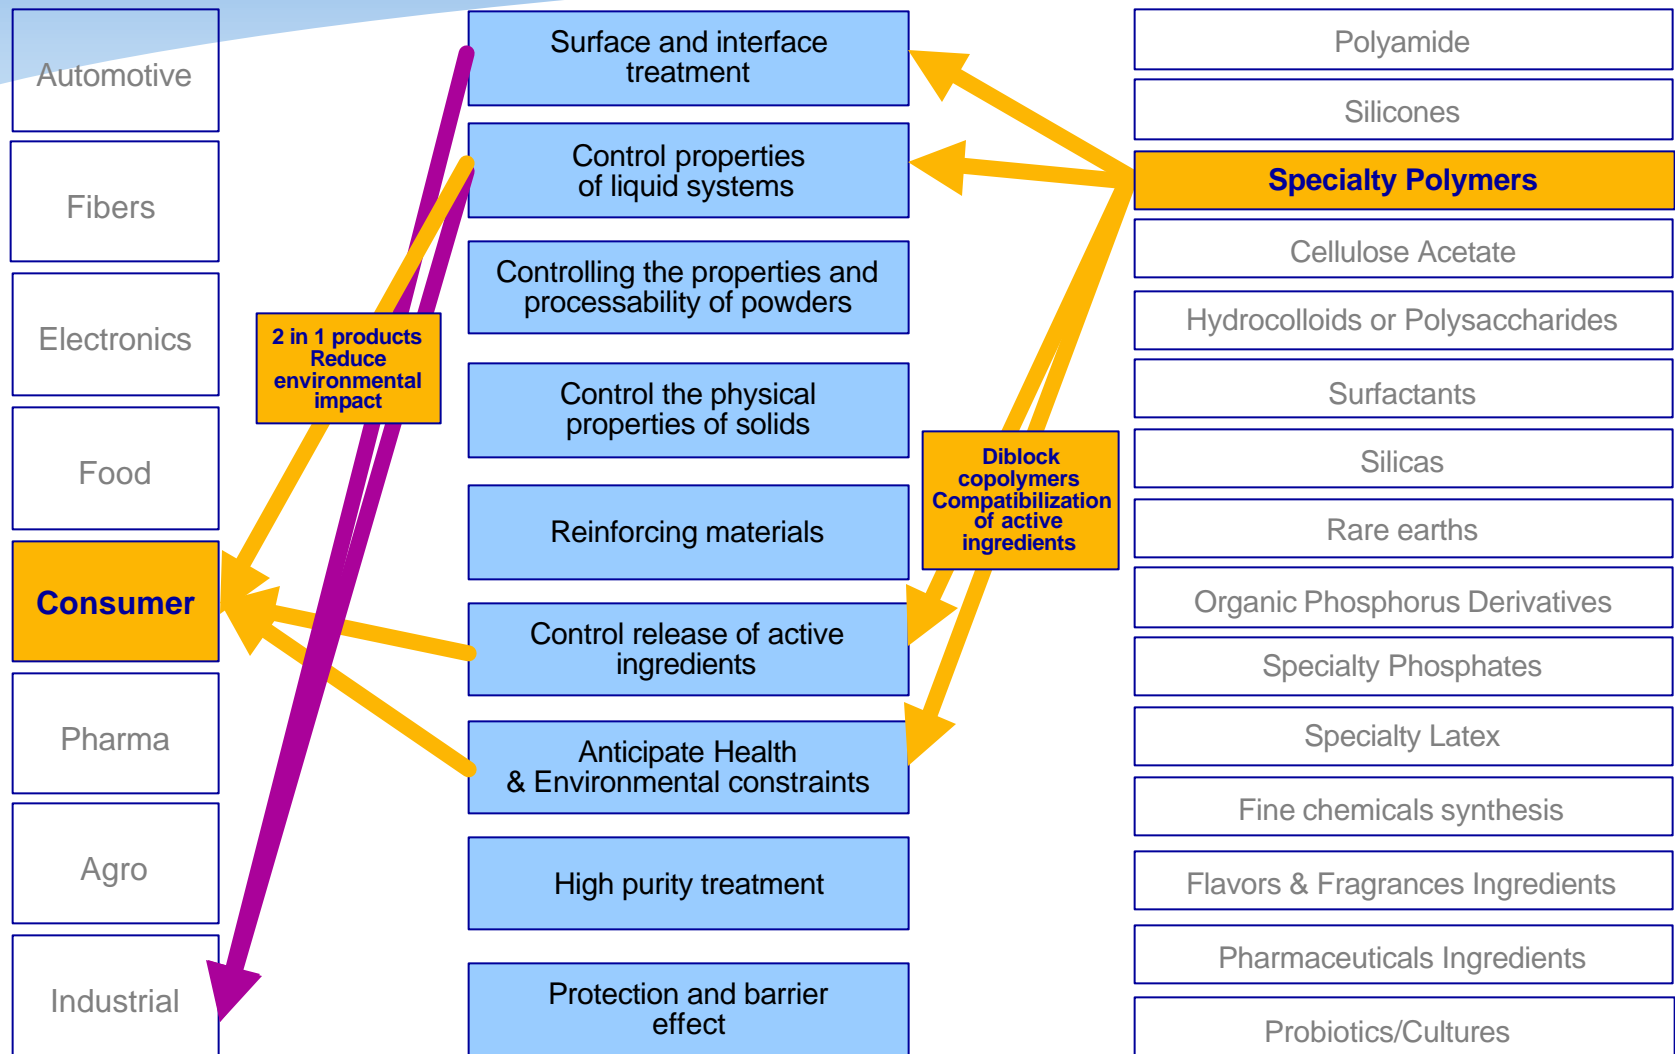 Automotive
Fibers
Electronics
Food
Consumer
Pharma
Agro
Industrial
2 in 1 products
Reduce
environmental
impact
Surface and interface
treatment
Control properties
of liquid systems
Controlling the properties and
processability of powders
Control the physical
properties of solids
Reinforcing materials
Control release of active
ingredients
Anticipate Health
& Environmental constraints
High purity treatment
Protection and barrier
effect
Diblock
copolymers
Compatibilization
of active
ingredients
Polyamide
Silicones
Specialty Polymers
Cellulose Acetate
Hydrocolloids or Polysaccharides
Surfactants
Silicas
Rare earths
Organic Phosphorus Derivatives
Specialty Phosphates
Specialty Latex
Fine chemicals synthesis
Flavors & Fragrances Ingredients
Pharmaceuticals Ingredients
Probiotics/Cultures